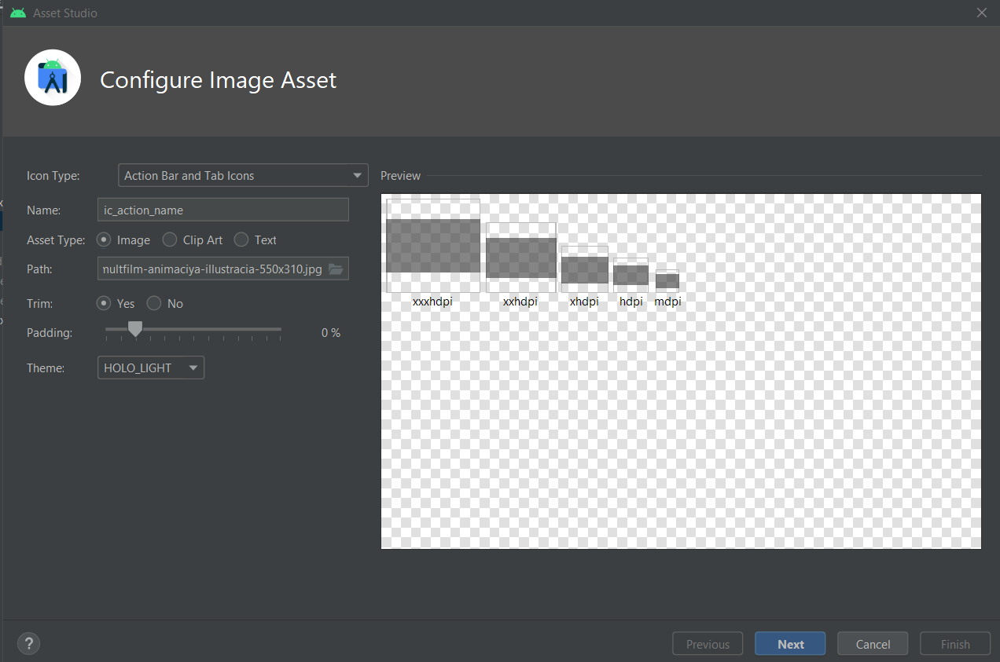 Asset Studio
Configure Image Asset
Icon Type: Action Bar and Tab Icons
Name: ic_action_name
Asset Type: Image Clip Art Text
Path: nultfilm-animaciya-illustracia-550x310.jpg
Trim: Yes No
Padding: 0 %
Theme: HOLO_LIGHT
Preview
xxxhdpi xxhdpi xhdpi hdpi mdpi
?
Previous Next Cancel Finish